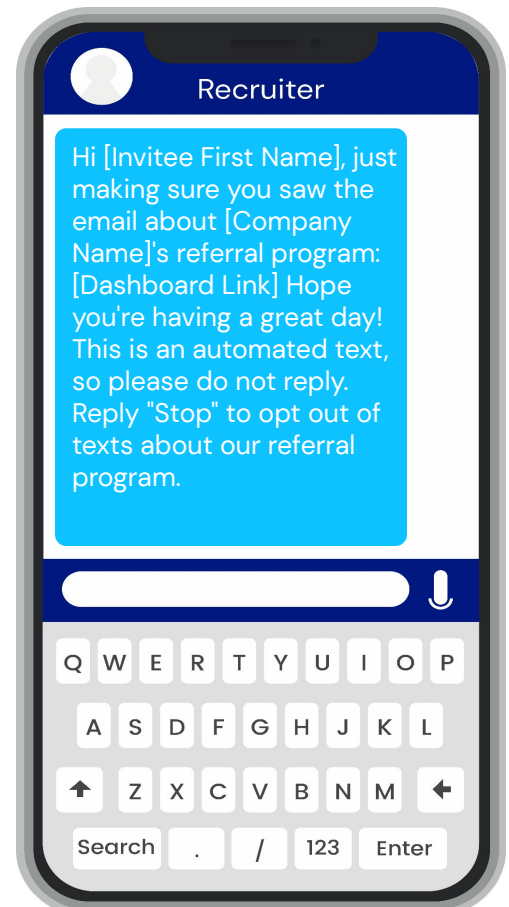 Recruiter
Hi [Invitee First Name], just
making sure you saw the
email about [Company
Name]'s referral program:
[Dashboard Link] Hope
you're having a great day!
This is an automated text,
so please do not reply.
Reply "Stop" to opt out of
texts about our referral
program.
Q W E R T Y U I O P
A S D F G H J K L
Z X C V B N M
Search . / 123 Enter